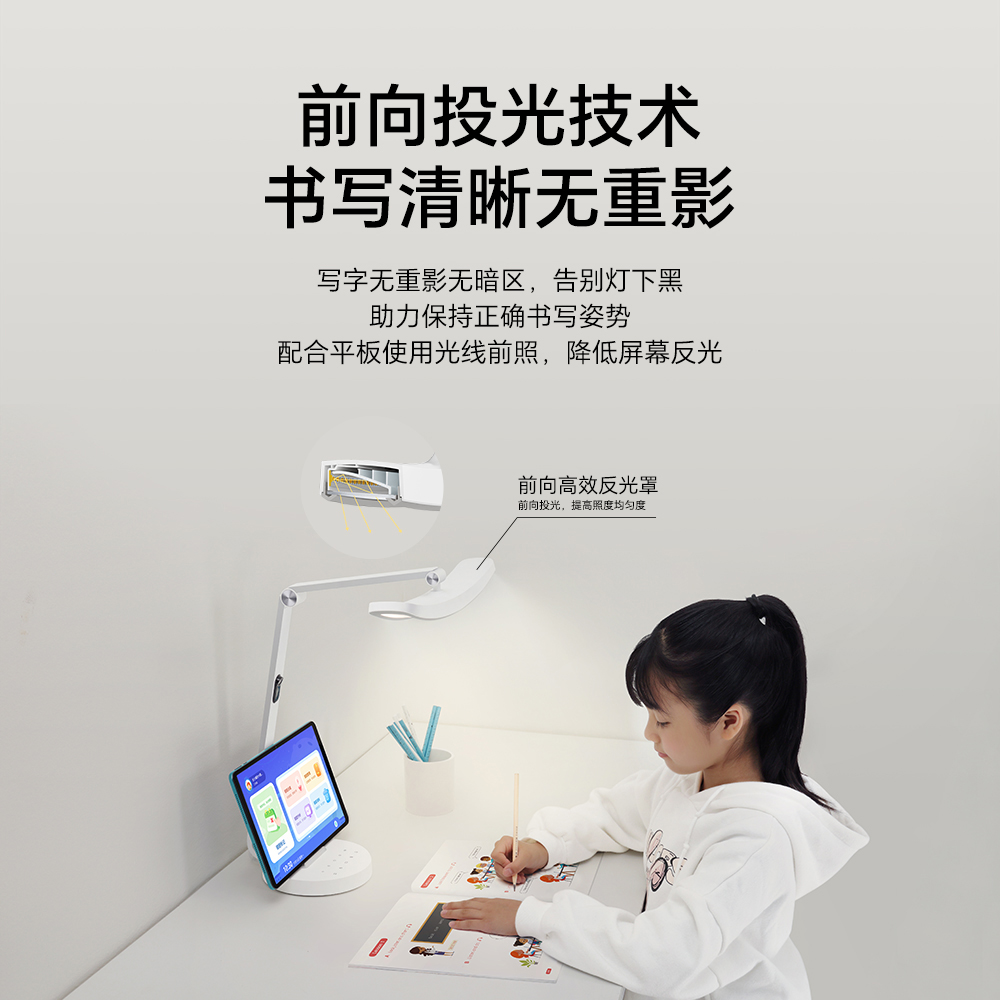 前向投光技术
书写清晰无重影
写字无重影无暗区，告别灯下黑
助力保持正确书写姿势
配合平板使用光线前照，降低屏幕反光
前向高效反光罩
前向投光，提高照度均匀度